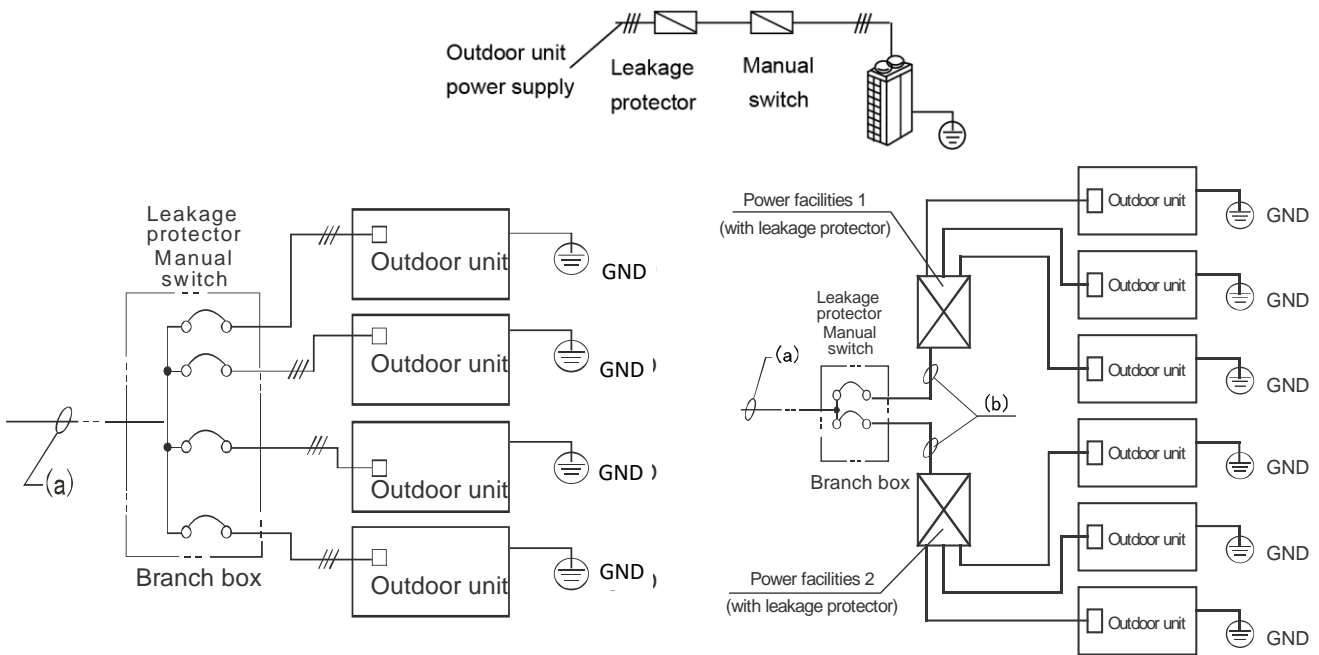 Outdoor unit
power supply
Leakage
protector
Manual
switch
Leakage
protector
Manual
switch
Outdoor unit
GND
Outdoor unit
GND
(a)
Outdoor unit
GND
Outdoor unit
GND
Branch box
Power facilities 1
(with leakage protector)
Outdoor unit
GND
Outdoor unit
GND
Leakage
protector
Manual
switch
Outdoor unit
GND
(a)
(b)
Branch box
Outdoor unit
GND
Outdoor unit
GND
Power facilities 2
(with leakage protector)
Outdoor unit
GND